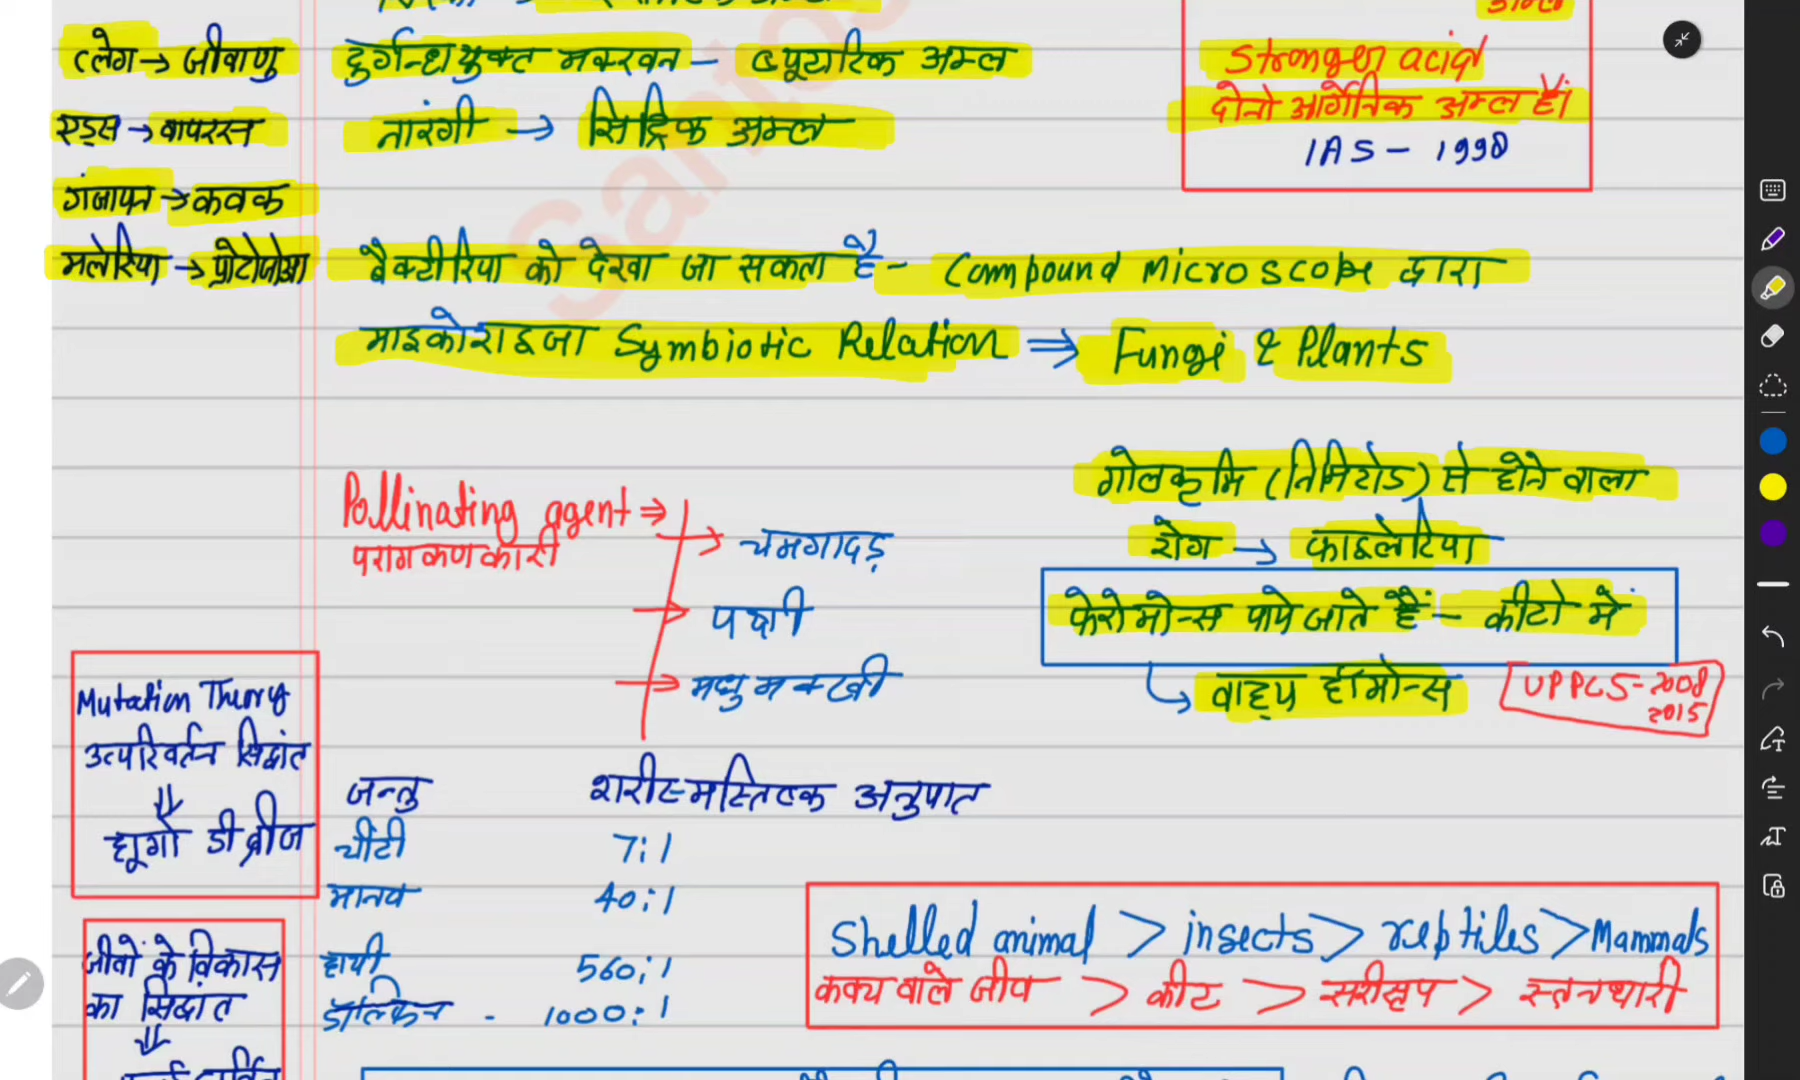 अम्ल
प्लेग → जीवाणु
दुर्गन्धयुक्त मक्खन – ब्यूटारिक अम्ल
Stronger acid
दोनो आर्गेनिक अम्ल हैं।
एड्स → वायरस
नारंगी → सिट्रिक अम्ल
IAS – 1998
गंजापन → कवक
मलेरिया → प्रोटोजोआ
बैक्टीरिया को देखा जा सकता है – Compound Microscope द्वारा
माइकोराइजा Symbiotic Relation ⇒ Fungi & Plants
गोलकृमि (निमेटोड) से होने वाला
रोग → फाइलेरिया
Pollinating agent ⇒
परागकणकारी
→ चमगादड़
→ पक्षी
→ मधुमक्खी
फेरोमोन्स पाये जाते हैं – कीटो में
वाह्य हार्मोन्स
UPPCS-2008
2015
Mutation Theory
उत्परिवर्तन सिद्धांत
⇓
ह्यूगो डी ब्रीज
जन्तु शरीर-मस्तिष्क अनुपात
चींटी 7:1
मानव 40:1
हाथी 560:1
डॉल्फिन - 1000:1
Shelled animal > insects > reptiles > Mammals
कवच वाले जीव > कीट > सरीसृप > स्तनधारी
जीवों के विकास
का सिद्धांत
⇓